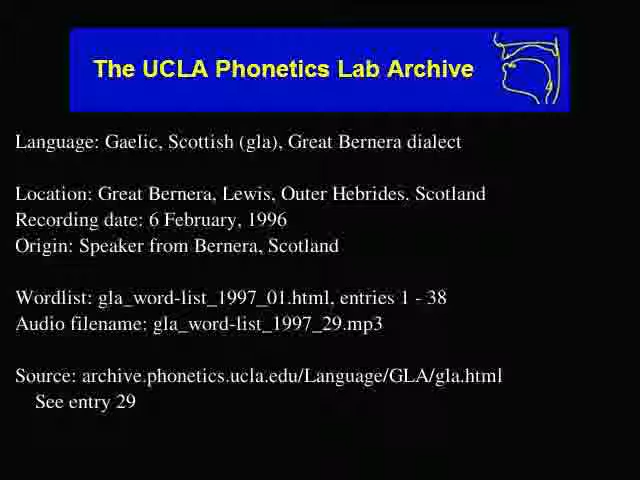 The UCLA Phonetics Lab Archive
Language: Gaelic, Scottish (gla), Great Bernera dialect
Location: Great Bernera, Lewis, Outer Hebrides. Scotland
Recording date: 6 February, 1996
Origin: Speaker from Bernera, Scotland
Wordlist: gla_word-list_1997_01.html, entries 1 - 38
Audio filename: gla_word-list_1997_29.mp3
Source: archive.phonetics.ucla.edu/Language/GLA/gla.html
See entry 29